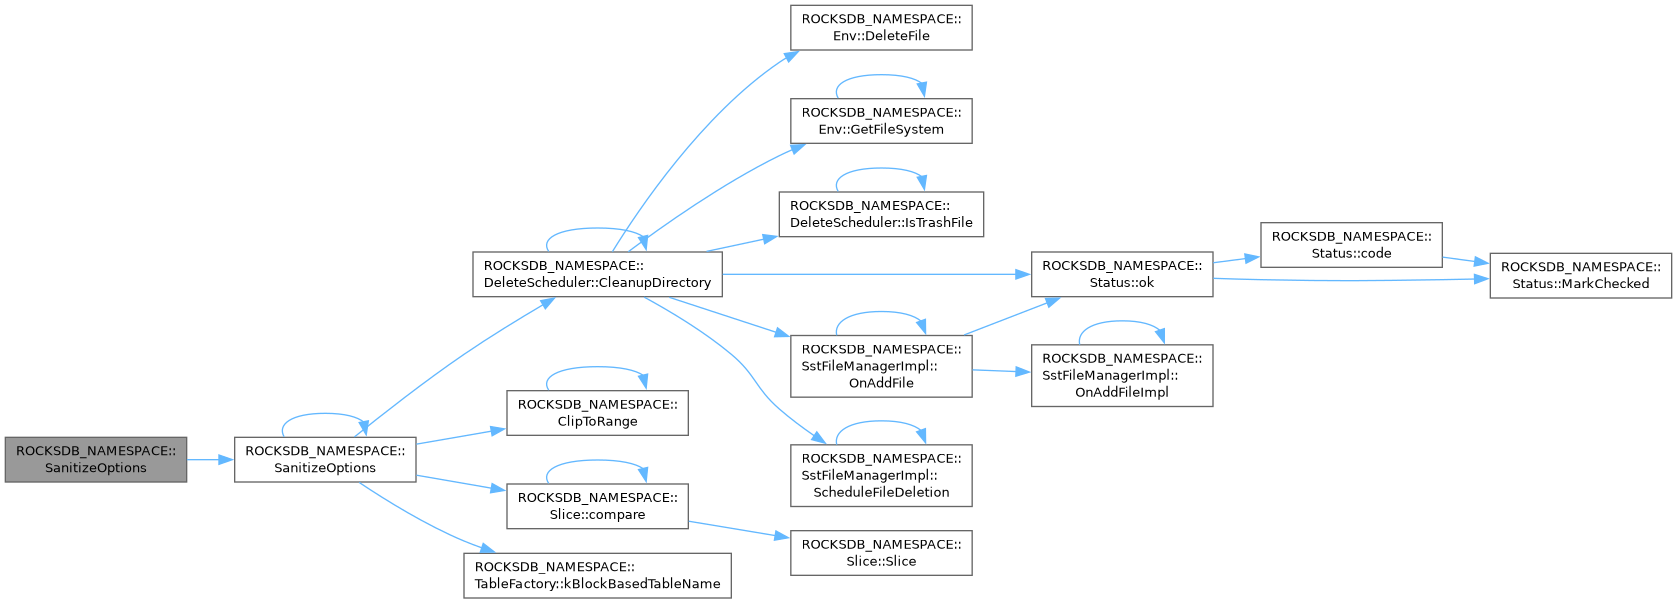 ROCKSDB_NAMESPACE::
Env::DeleteFile
ROCKSDB_NAMESPACE::
Env::GetFileSystem
ROCKSDB_NAMESPACE::
DeleteScheduler::IsTrashFile
ROCKSDB_NAMESPACE::
DeleteScheduler::CleanupDirectory
ROCKSDB_NAMESPACE::
Status::ok
ROCKSDB_NAMESPACE::
Status::code
ROCKSDB_NAMESPACE::
Status::MarkChecked
ROCKSDB_NAMESPACE::
SstFileManagerImpl::
OnAddFile
ROCKSDB_NAMESPACE::
SstFileManagerImpl::
OnAddFileImpl
ROCKSDB_NAMESPACE::
ClipToRange
ROCKSDB_NAMESPACE::
SanitizeOptions
ROCKSDB_NAMESPACE::
SanitizeOptions
ROCKSDB_NAMESPACE::
SstFileManagerImpl::
ScheduleFileDeletion
ROCKSDB_NAMESPACE::
Slice::compare
ROCKSDB_NAMESPACE::
Slice::Slice
ROCKSDB_NAMESPACE::
TableFactory::kBlockBasedTableName